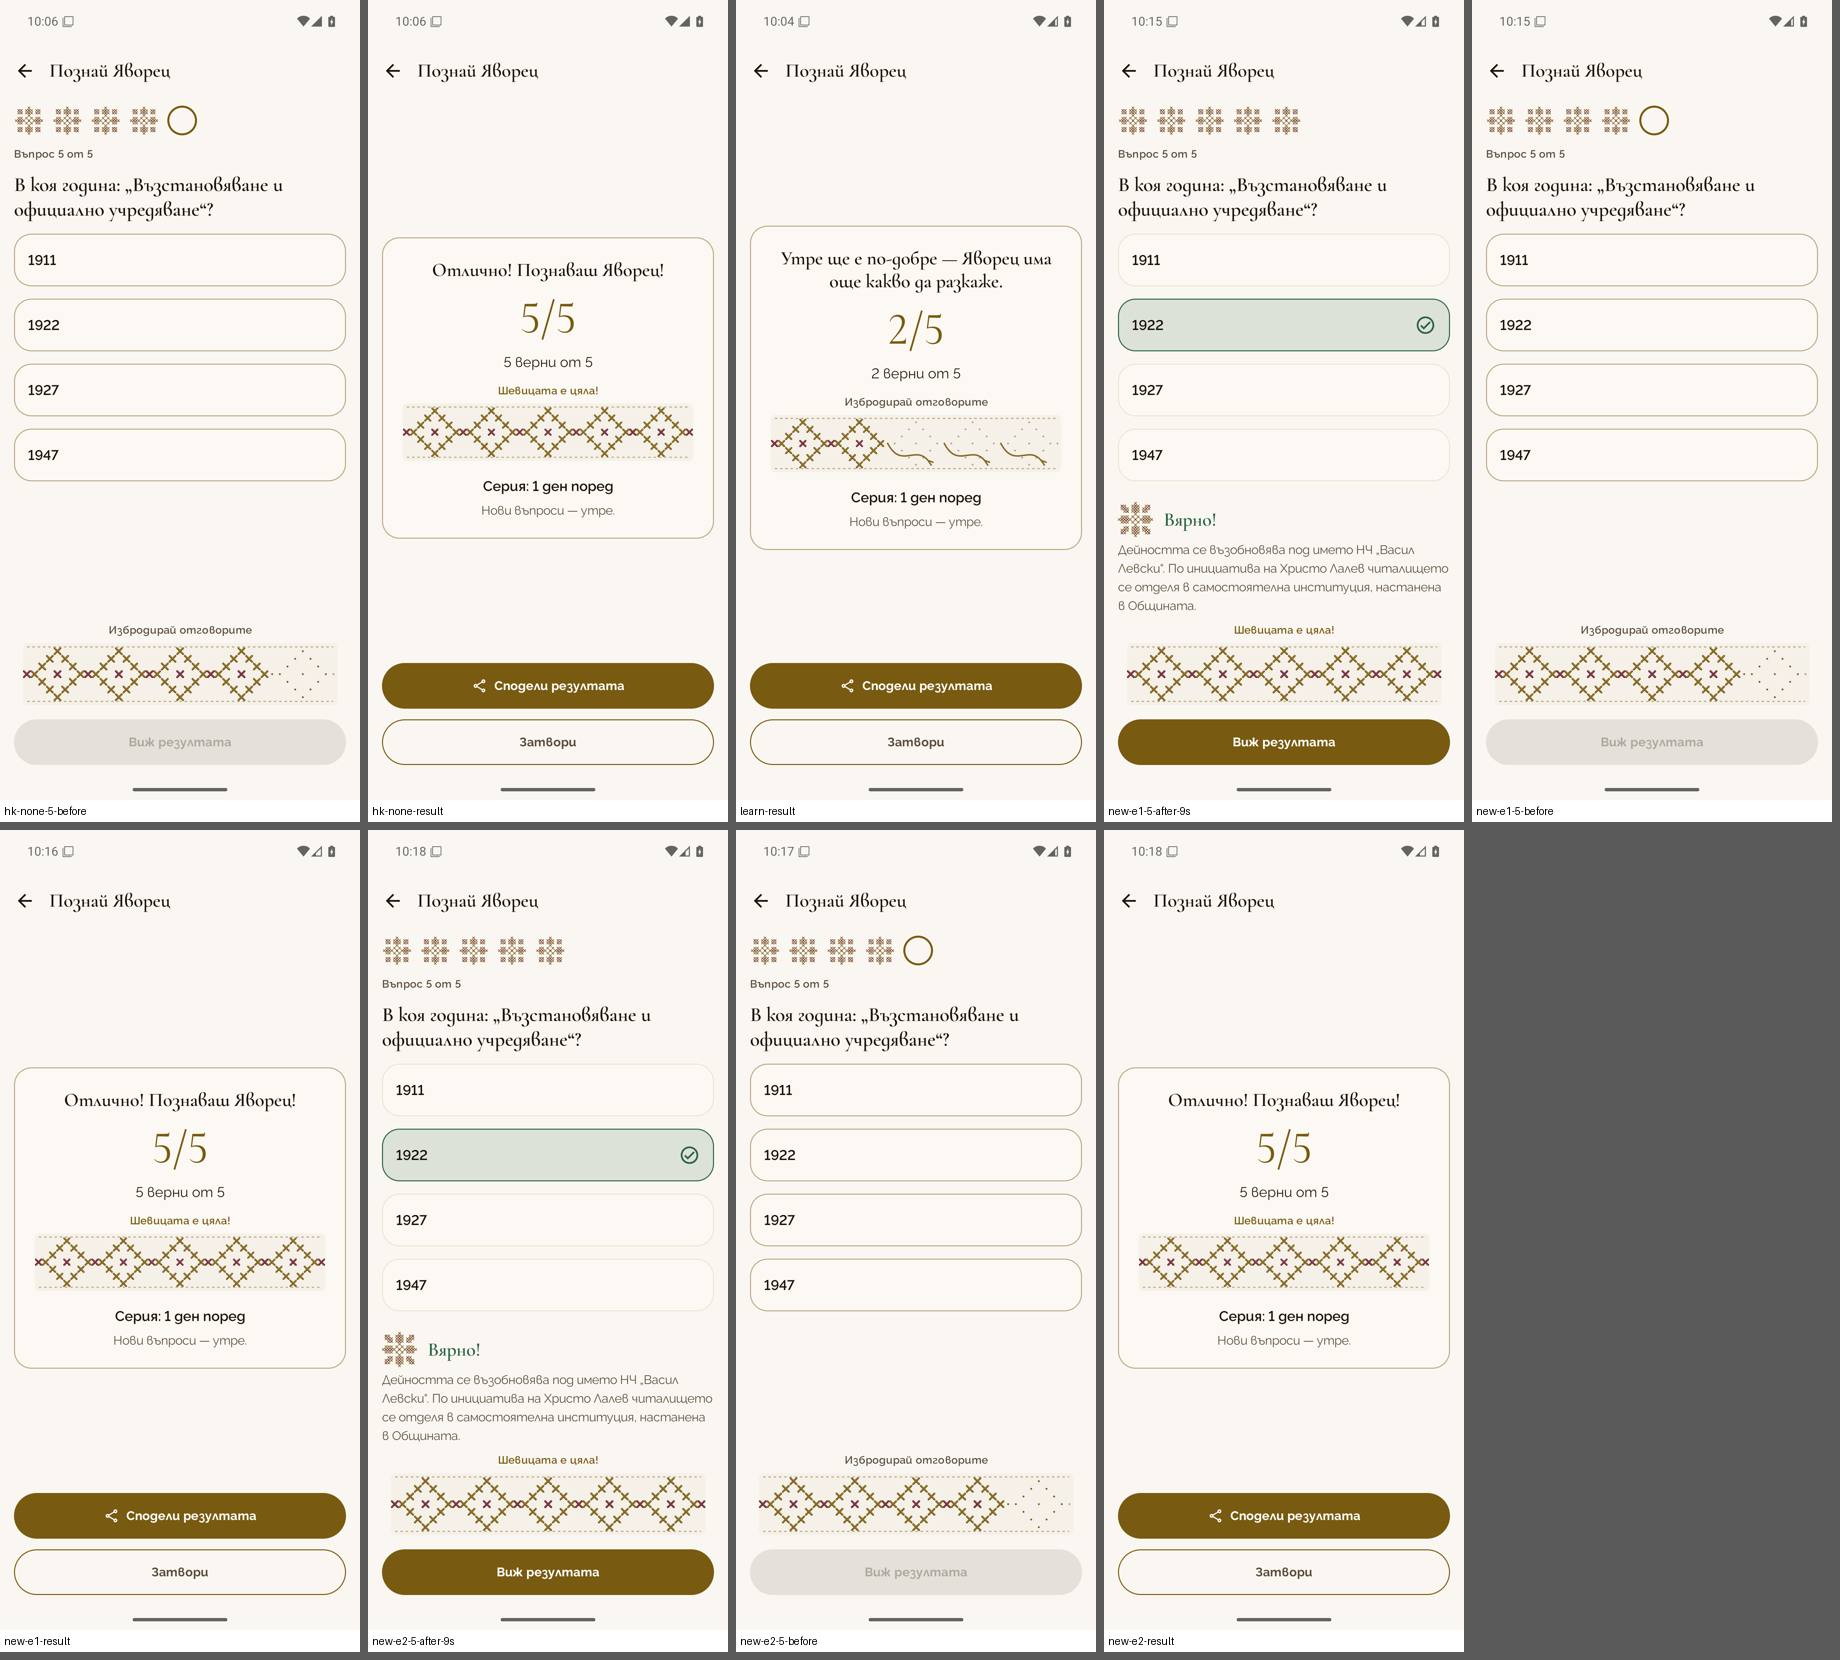 10:06
Познай Яворец
Въпрос 5 от 5
В коя година: „Възстановяване и
официално учредяване“?
1911
1922
1927
1947
Избродирай отговорите
Виж резултата
hk-none-5-before
10:06
Познай Яворец
Отлично! Познаваш Яворец!
5/5
5 верни от 5
Шевицата е цяла!
Серия: 1 ден поред
Нови въпроси — утре.
Сподели резултата
Затвори
hk-none-result
10:04
Познай Яворец
Утре ще е по-добре — Яворец има
още какво да разкаже.
2/5
2 верни от 5
Избродирай отговорите
Серия: 1 ден поред
Нови въпроси — утре.
Сподели резултата
Затвори
learn-result
10:15
Познай Яворец
Въпрос 5 от 5
В коя година: „Възстановяване и
официално учредяване“?
1911
1922
1927
1947
Вярно!
Дейността се възобновява под името НЧ „Васил
Левски“. По инициатива на Христо Лалев читалището
се отделя в самостоятелна институция, настанена
в Общината.
Шевицата е цяла!
Виж резултата
new-e1-5-after-9s
10:15
Познай Яворец
Въпрос 5 от 5
В коя година: „Възстановяване и
официално учредяване“?
1911
1922
1927
1947
Избродирай отговорите
Виж резултата
new-e1-5-before
10:16
Познай Яворец
Отлично! Познаваш Яворец!
5/5
5 верни от 5
Шевицата е цяла!
Серия: 1 ден поред
Нови въпроси — утре.
Сподели резултата
Затвори
new-e1-result
10:18
Познай Яворец
Въпрос 5 от 5
В коя година: „Възстановяване и
официално учредяване“?
1911
1922
1927
1947
Вярно!
Дейността се възобновява под името НЧ „Васил
Левски“. По инициатива на Христо Лалев читалището
се отделя в самостоятелна институция, настанена
в Общината.
Шевицата е цяла!
Виж резултата
new-e2-5-after-9s
10:17
Познай Яворец
Въпрос 5 от 5
В коя година: „Възстановяване и
официално учредяване“?
1911
1922
1927
1947
Избродирай отговорите
Виж резултата
new-e2-5-before
10:18
Познай Яворец
Отлично! Познаваш Яворец!
5/5
5 верни от 5
Шевицата е цяла!
Серия: 1 ден поред
Нови въпроси — утре.
Сподели резултата
Затвори
new-e2-result